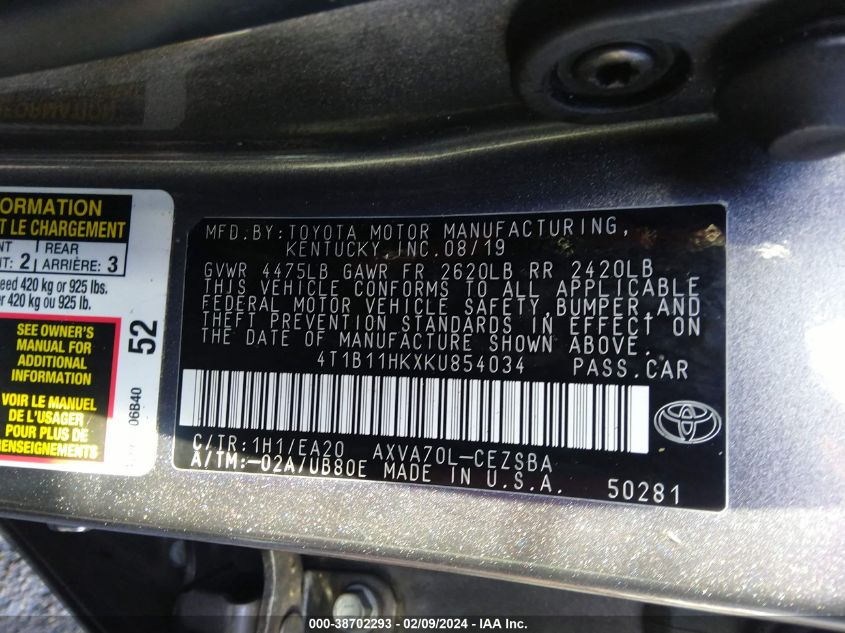 ORMATION
T LE CHARGEMENT
NT 2 | REAR ARRIÈRE: 3
eed 420 kg or 925 lbs.
r 420 kg ou 925 lb.
SEE OWNER'S
MANUAL FOR
ADDITIONAL
INFORMATION
VOIR LE MANUEL
DE L'USAGER
POUR PLUS DE
RENSEIGNEMENTS
52
06B40
MFD.BY:TOYOTA MOTOR MANUFACTURING,
KENTUCKY, INC.08/19
GVWR 4475LB GAWR FR 2620LB RR 2420LB
THIS VEHICLE CONFORMS TO ALL APPLICABLE
FEDERAL MOTOR VEHICLE SAFETY,BUMPER,AND
THEFT PREVENTION STANDARDS IN EFFECT ON
THE DATE OF MANUFACTURE SHOWN ABOVE.
4T1B11HKXKU854034 PASS.CAR
C/TR:1H1/EA20 AXVA70L-CEZSBA
A/TM:-02A/UB80E MADE IN U.S.A. 50281
000-38702293 - 02/09/2024 - IAA Inc.